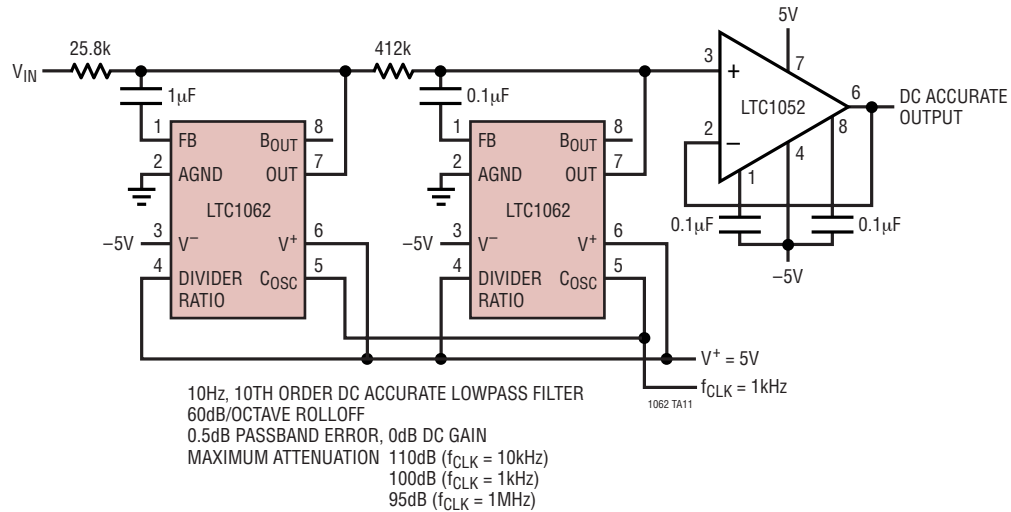 5V
25.8k
412k
V_IN
3
+
7
6
LTC1052
DC ACCURATE
OUTPUT
1µF
0.1µF
2
–
8
4
1
1
FB
B_OUT
8
2
AGND
OUT
7
LTC1062
–5V
3
V⁻
V⁺
6
4
DIVIDER
RATIO
C_OSC
5
1
FB
B_OUT
8
2
AGND
OUT
7
LTC1062
–5V
3
V⁻
V⁺
6
4
DIVIDER
RATIO
C_OSC
5
0.1µF
0.1µF
–5V
V⁺ = 5V
f_CLK = 1kHz
1062 TA11
10Hz, 10TH ORDER DC ACCURATE LOWPASS FILTER
60dB/OCTAVE ROLLOFF
0.5dB PASSBAND ERROR, 0dB DC GAIN
MAXIMUM ATTENUATION 110dB (f_CLK = 10kHz)
100dB (f_CLK = 1kHz)
95dB (f_CLK = 1MHz)